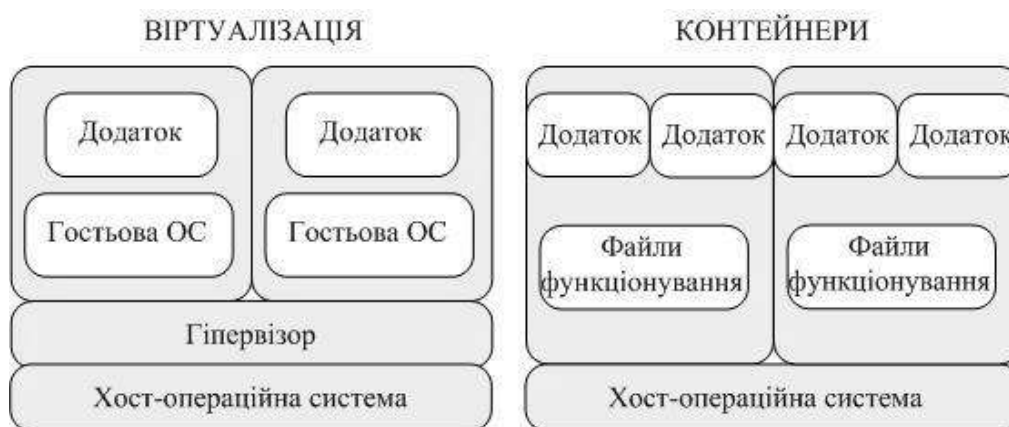 ВІРТУАЛІЗАЦІЯ
Додаток
Додаток
Гостьова ОС
Гостьова ОС
Гіпервізор
Хост-операційна система
КОНТЕЙНЕРИ
Додаток
Додаток
Додаток
Додаток
Файли
функціонування
Файли
функціонування
Хост-операційна система